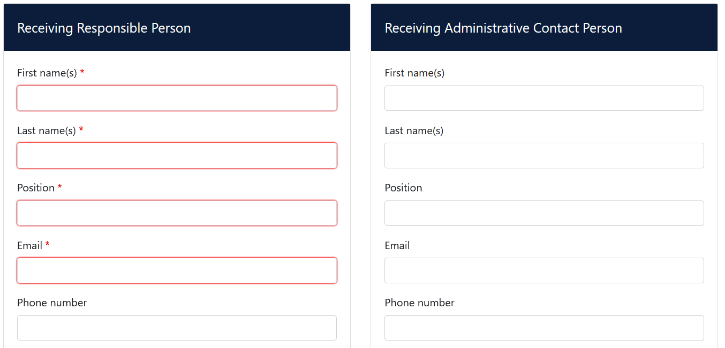 Receiving Responsible Person
First name(s) *
Last name(s) *
Position *
Email *
Phone number
Receiving Administrative Contact Person
First name(s)
Last name(s)
Position
Email
Phone number